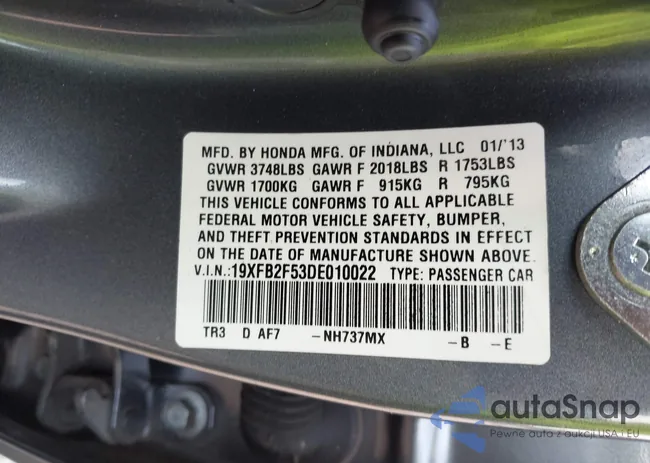 MFD. BY HONDA MFG. OF INDIANA, LLC 01/'13
GVWR 3748LBS GAWR F 2018LBS R 1753LBS
GVWR 1700KG GAWR F 915KG R 795KG
THIS VEHICLE CONFORMS TO ALL APPLICABLE
FEDERAL MOTOR VEHICLE SAFETY, BUMPER,
AND THEFT PREVENTION STANDARDS IN EFFECT
ON THE DATE OF MANUFACTURE SHOWN ABOVE.
V.I.N.: 19XFB2F53DE010022 TYPE: PASSENGER CAR
TR3 D AF7 -NH737MX -B -E
autoSnap
Pewne auta z aukcji USA i EU